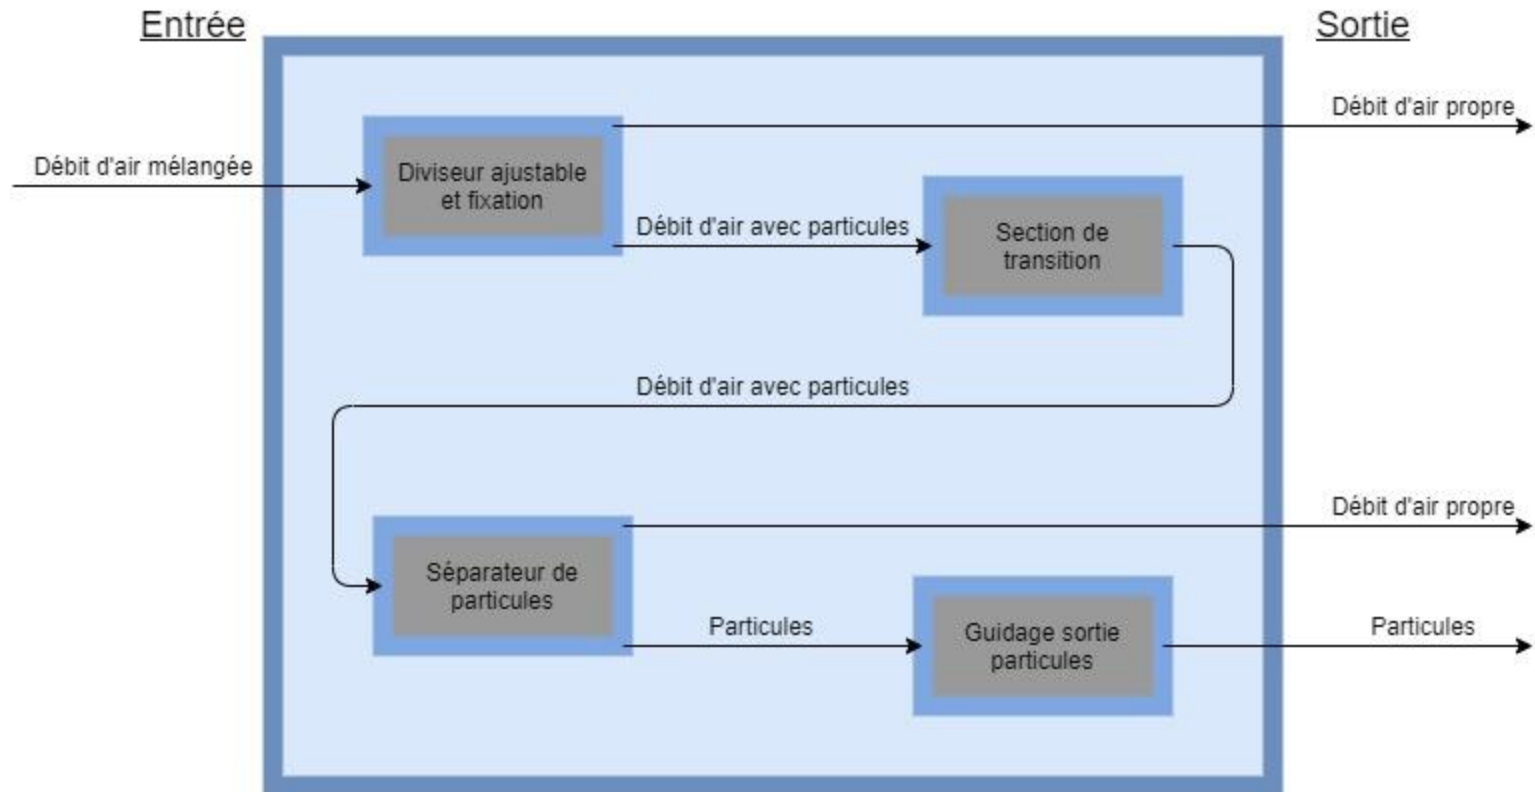 Entrée
Sortie
Débit d'air propre
Débit d'air mélangée
Diviseur ajustable
et fixation
Débit d'air avec particules
Section de
transition
Débit d'air avec particules
Débit d'air propre
Séparateur de
particules
Particules
Guidage sortie
particules
Particules